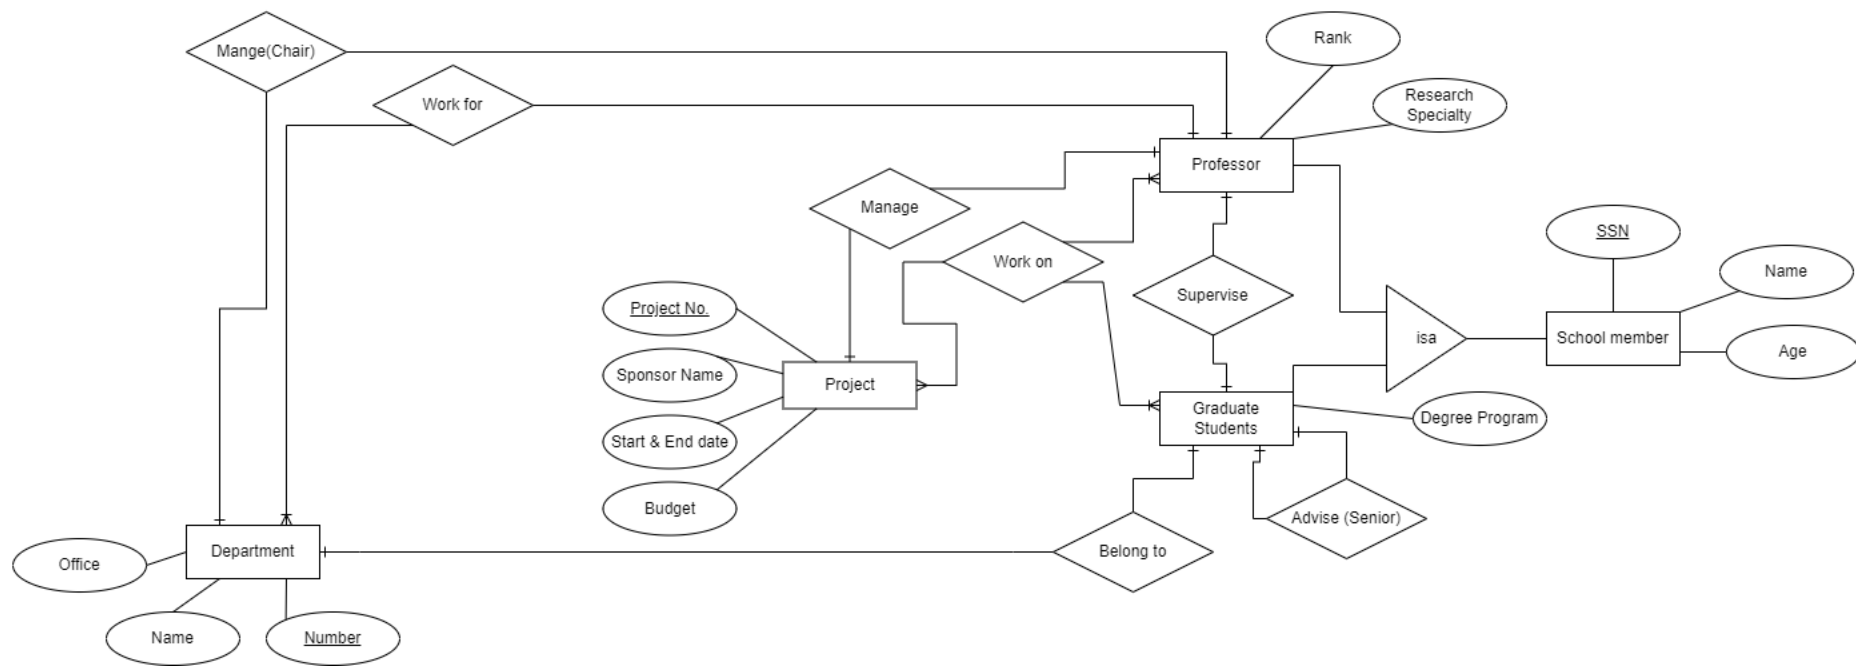 Mange(Chair)
Rank
Work for
Research
Specialty
Professor
Manage
Work on
SSN
Name
Supervise
Project No.
isa
School member
Age
Sponsor Name
Project
Graduate
Students
Degree Program
Start & End date
Budget
Advise (Senior)
Department
Belong to
Office
Name
Number